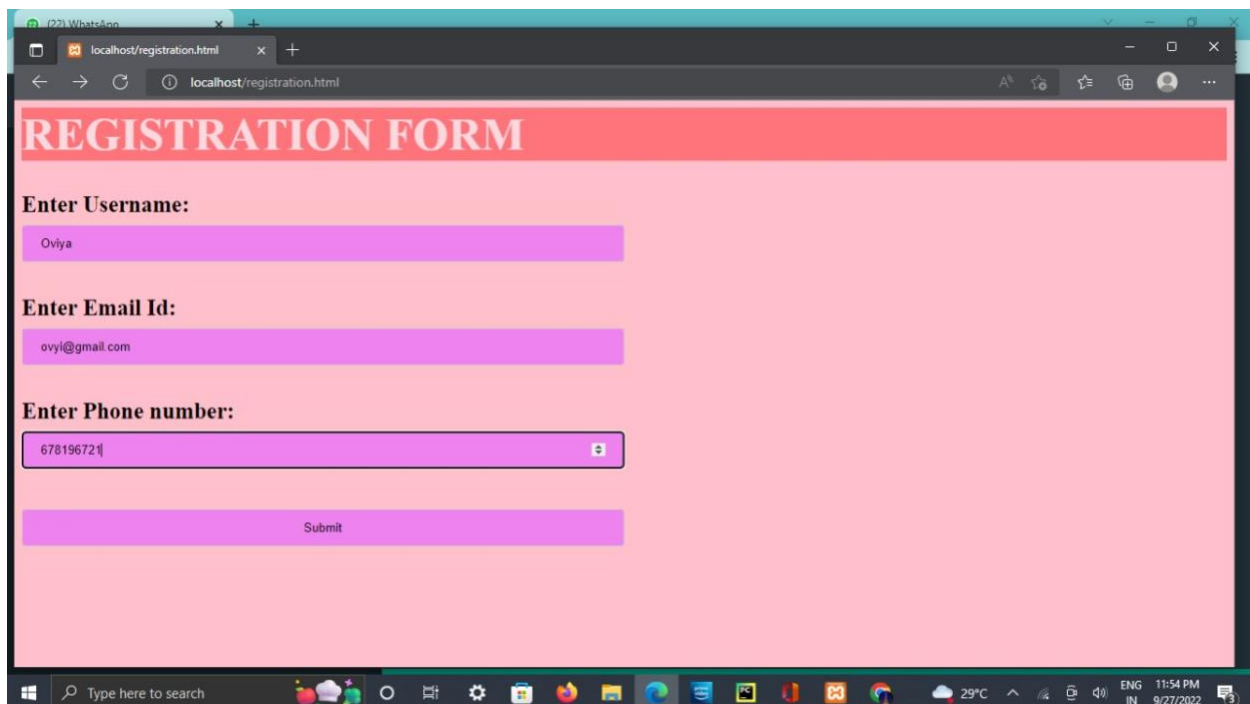 (22) WhatsApp
localhost/registration.html
localhost/registration.html
REGISTRATION FORM
Enter Username:
Oviya
Enter Email Id:
ovyi@gmail.com
Enter Phone number:
678196721
Submit
Type here to search
29°C
ENG
IN
11:54 PM
9/27/2022